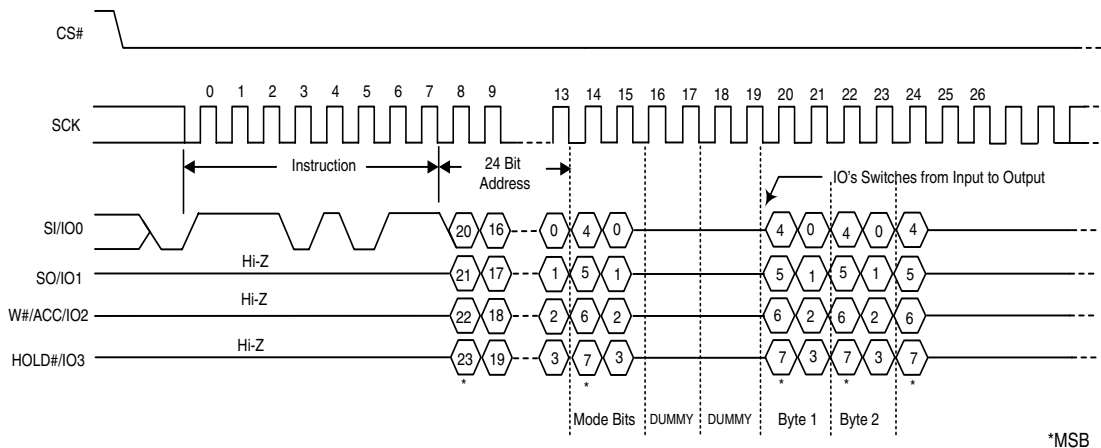 CS#
0 1 2 3 4 5 6 7 8 9 13 14 15 16 17 18 19 20 21 22 23 24 25 26
SCK
Instruction
24 Bit
Address
IO's Switches from Input to Output
SI/IO0
20 16 0 4 0 4 0 4 0 4
Hi-Z
SO/IO1
21 17 1 5 1 5 1 5 1 5
Hi-Z
W#/ACC/IO2
22 18 2 6 2 6 2 6 2 6
Hi-Z
HOLD#/IO3
23 19 3 7 3 7 3 7 3 7
* * * * *
Mode Bits DUMMY DUMMY Byte 1 Byte 2
*MSB